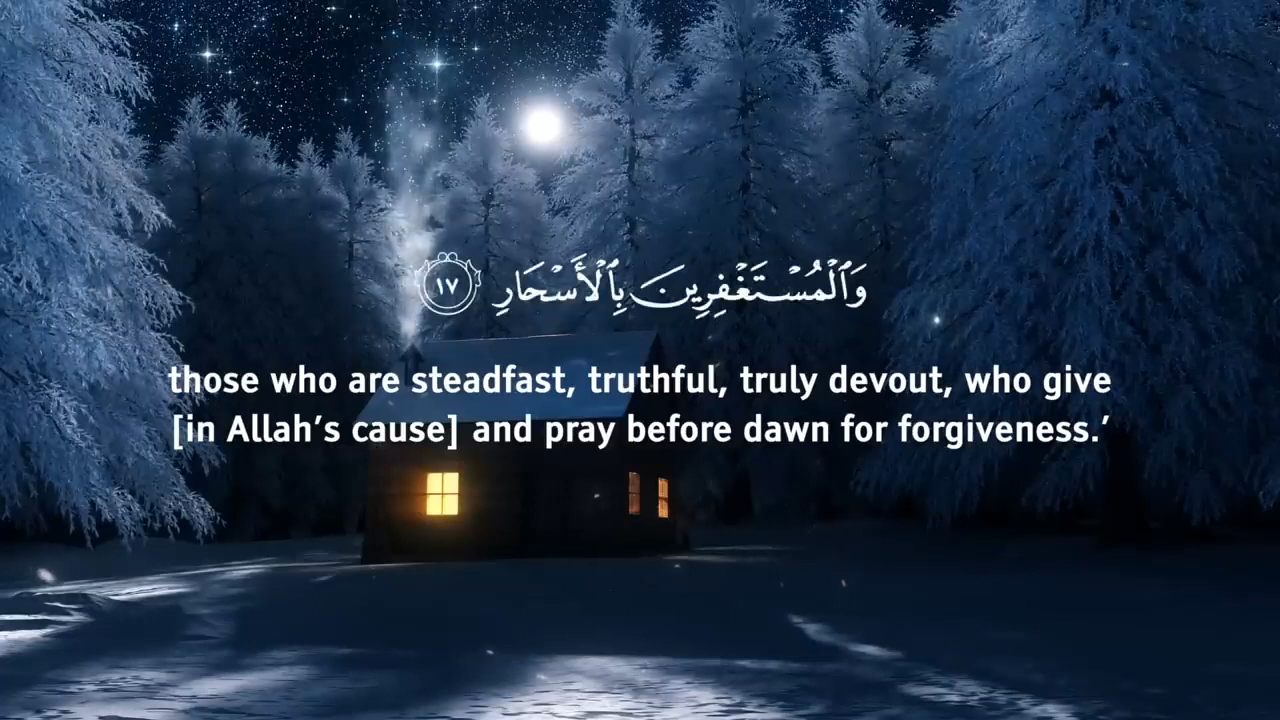 وَٱلْمُسْتَغْفِرِينَ بِٱلْأَسْحَارِ ١٧
those who are steadfast, truthful, truly devout, who give
[in Allah’s cause] and pray before dawn for forgiveness.’